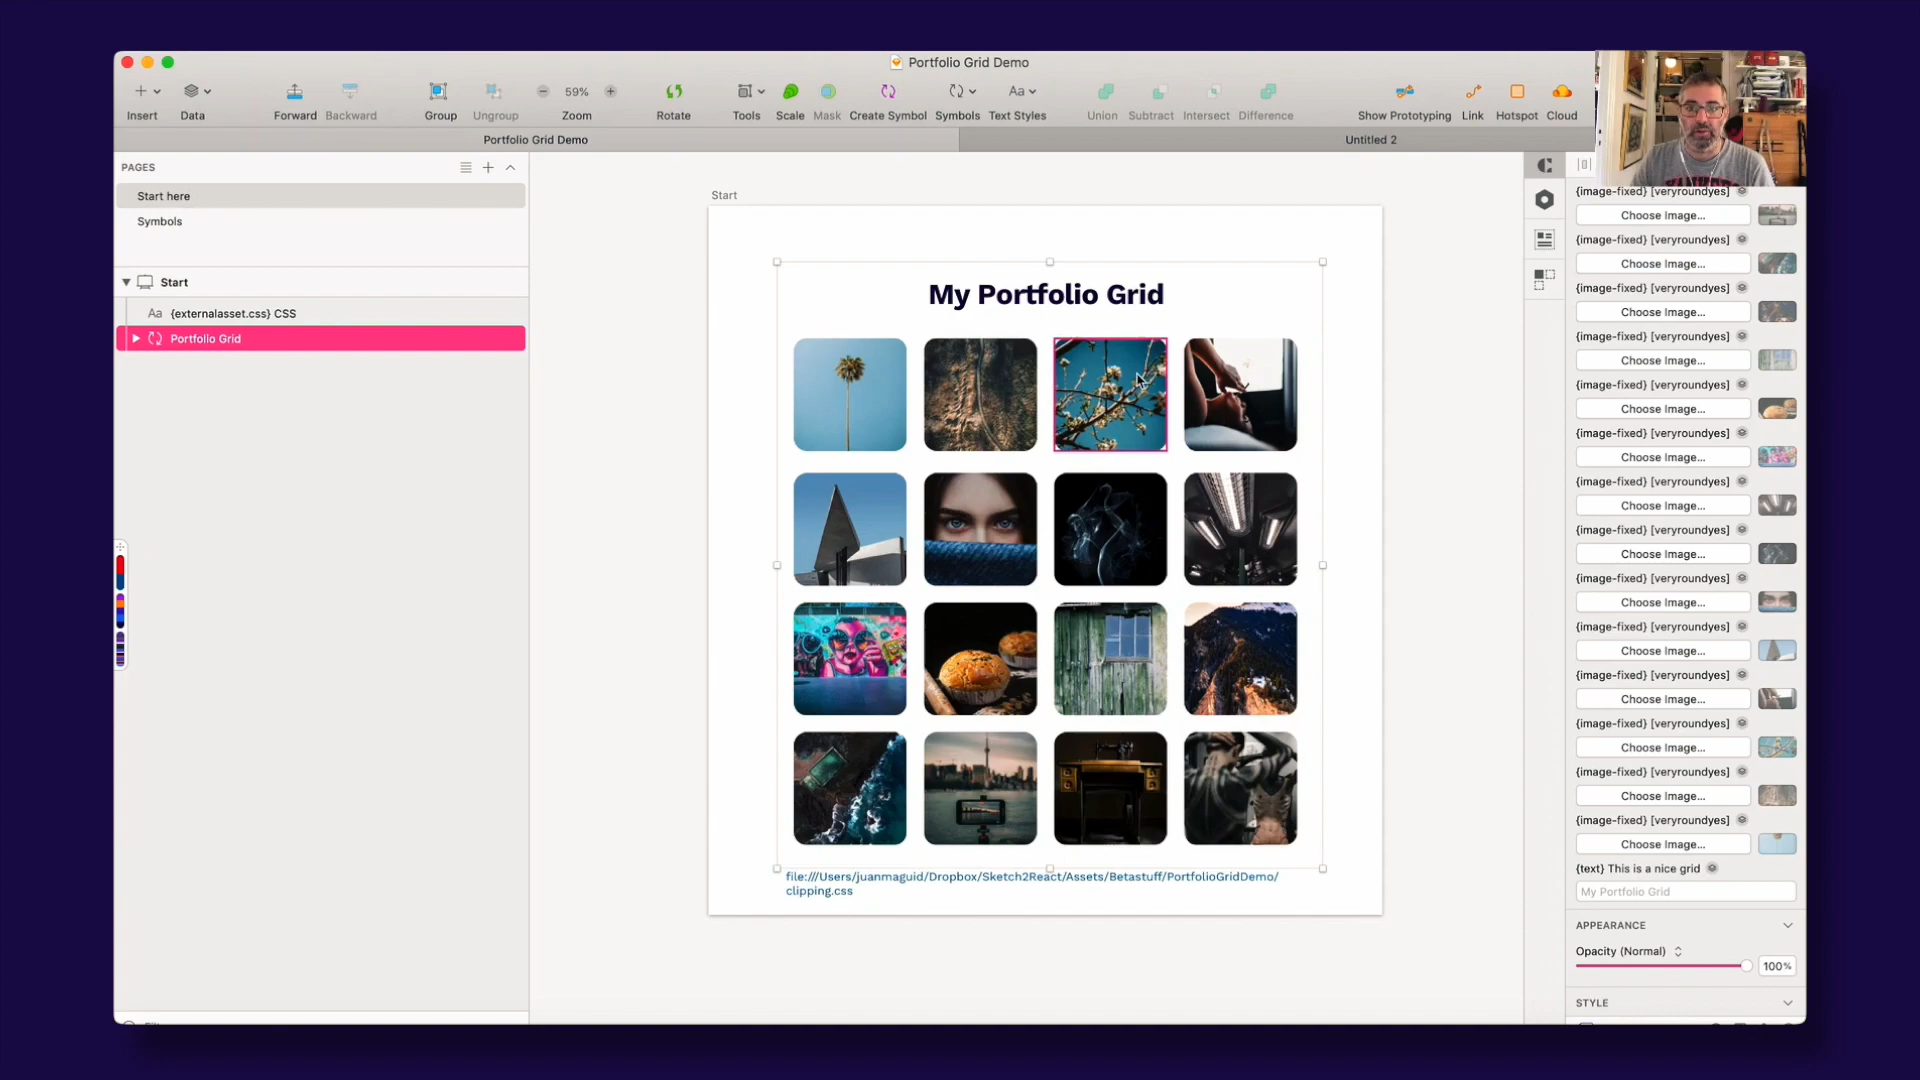 Portfolio Grid Demo
Insert
Data
Forward
Backward
Group
Ungroup
59%
Zoom
Rotate
Tools
Scale
Mask
Create Symbol
Symbols
Aa
Text Styles
Union
Subtract
Intersect
Difference
Show Prototyping
Link
Hotspot
Cloud
Portfolio Grid Demo
Untitled 2
PAGES
Start here
Symbols
Start
Aa {externalasset.css} CSS
Portfolio Grid
Start
My Portfolio Grid
file:///Users/juanmaguid/Dropbox/Sketch2React/Assets/Betastuff/PortfolioGridDemo/
clipping.css
{image-fixed} [veryroundyes]
Choose Image...
{image-fixed} [veryroundyes]
Choose Image...
{image-fixed} [veryroundyes]
Choose Image...
{image-fixed} [veryroundyes]
Choose Image...
{image-fixed} [veryroundyes]
Choose Image...
{image-fixed} [veryroundyes]
Choose Image...
{image-fixed} [veryroundyes]
Choose Image...
{image-fixed} [veryroundyes]
Choose Image...
{image-fixed} [veryroundyes]
Choose Image...
{image-fixed} [veryroundyes]
Choose Image...
{image-fixed} [veryroundyes]
Choose Image...
{image-fixed} [veryroundyes]
Choose Image...
{image-fixed} [veryroundyes]
Choose Image...
{image-fixed} [veryroundyes]
Choose Image...
{text} This is a nice grid
My Portfolio Grid
APPEARANCE
Opacity (Normal)
100%
STYLE